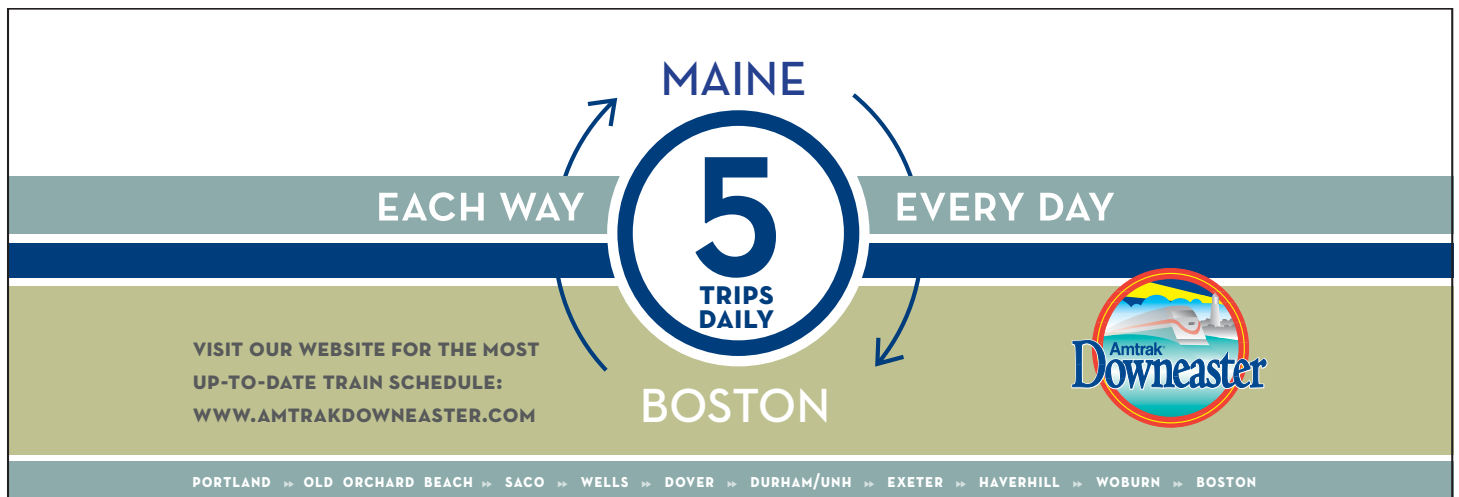 MAINE
EACH WAY
5
TRIPS
DAILY
EVERY DAY
VISIT OUR WEBSITE FOR THE MOST
UP-TO-DATE TRAIN SCHEDULE:
WWW.AMTRAKDOWNEASTER.COM
BOSTON
Amtrak
Downeaster
PORTLAND ▸▸ OLD ORCHARD BEACH ▸▸ SACO ▸▸ WELLS ▸▸ DOVER ▸▸ DURHAM/UNH ▸▸ EXETER ▸▸ HAVERHILL ▸▸ WOBURN ▸▸ BOSTON